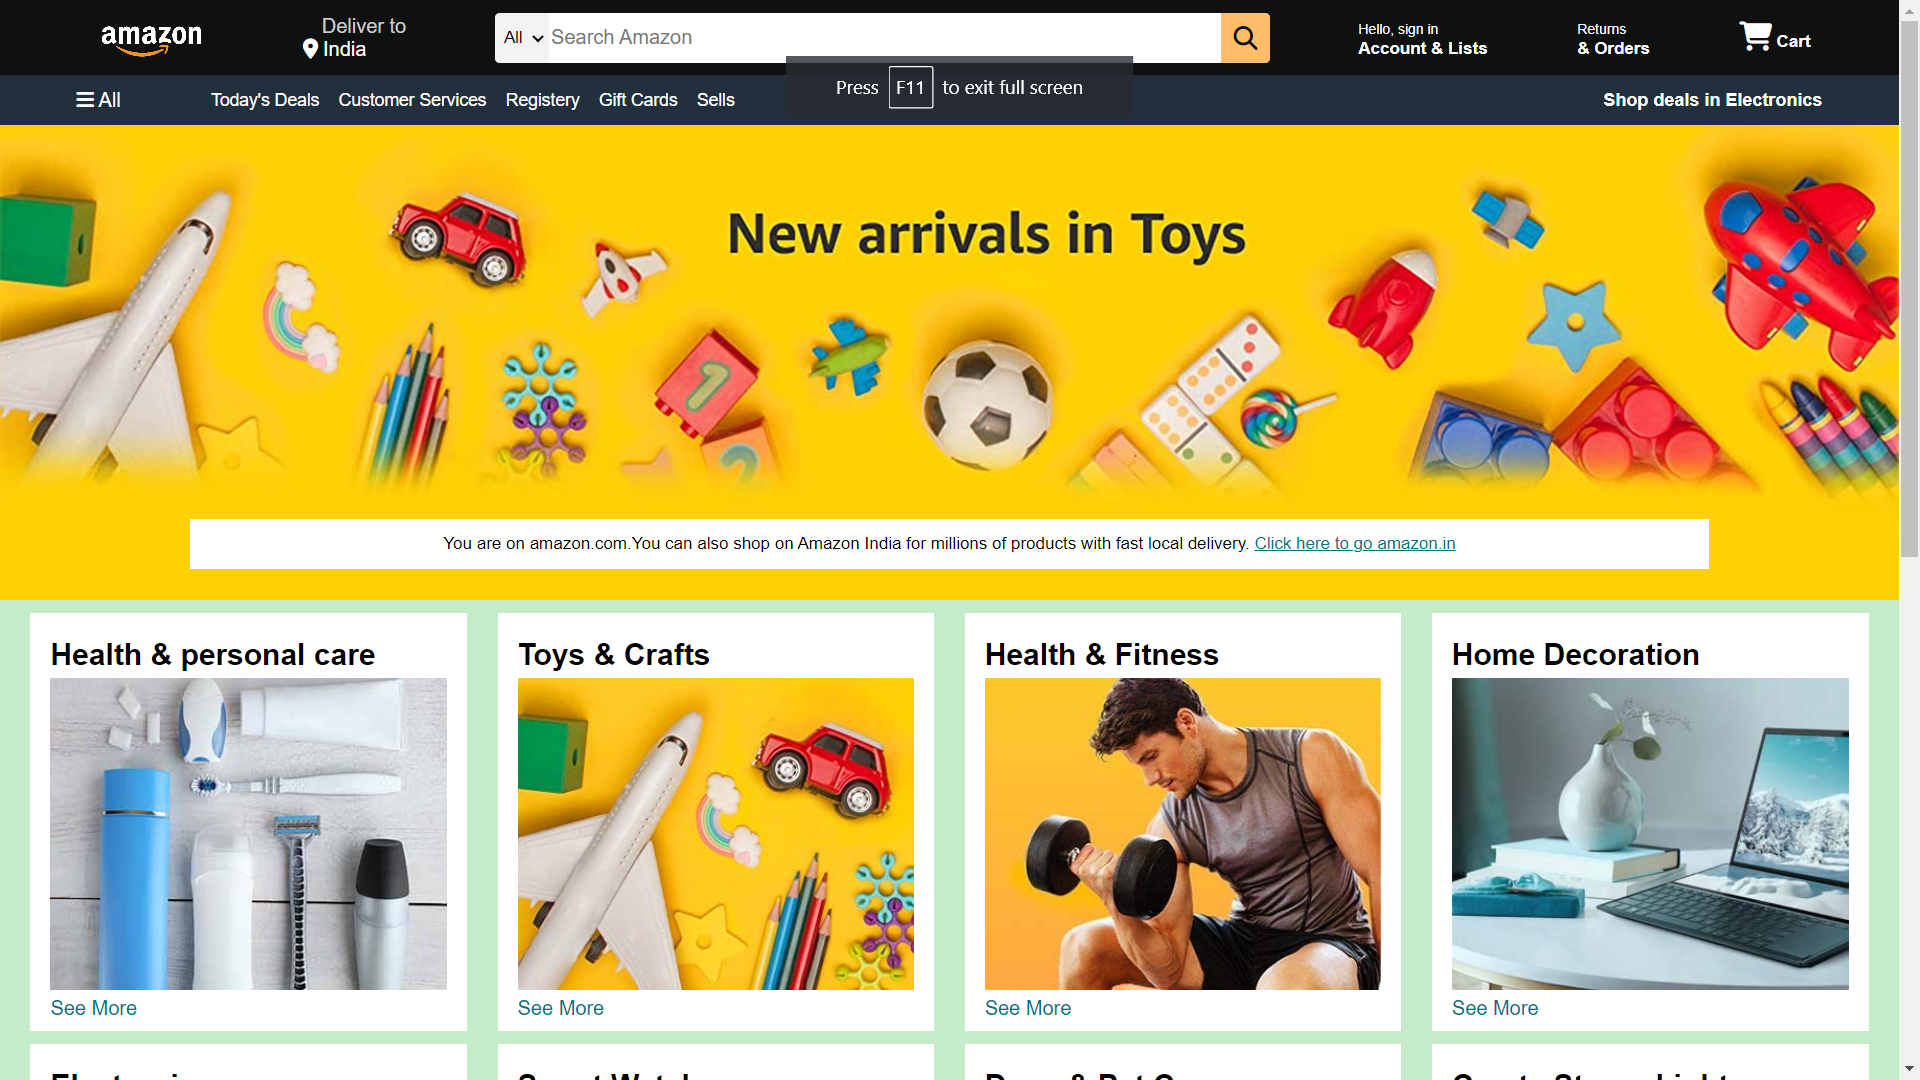 amazon
Deliver to
India
All
Search Amazon
Hello, sign in
Account & Lists
Returns
& Orders
Cart
All
Today's Deals
Customer Services
Registery
Gift Cards
Sells
Press F11 to exit full screen
Shop deals in Electronics
New arrivals in Toys
1
2
You are on amazon.com.You can also shop on Amazon India for millions of products with fast local delivery. Click here to go amazon.in
Health & personal care
Toys & Crafts
Health & Fitness
Home Decoration
See More
See More
See More
See More